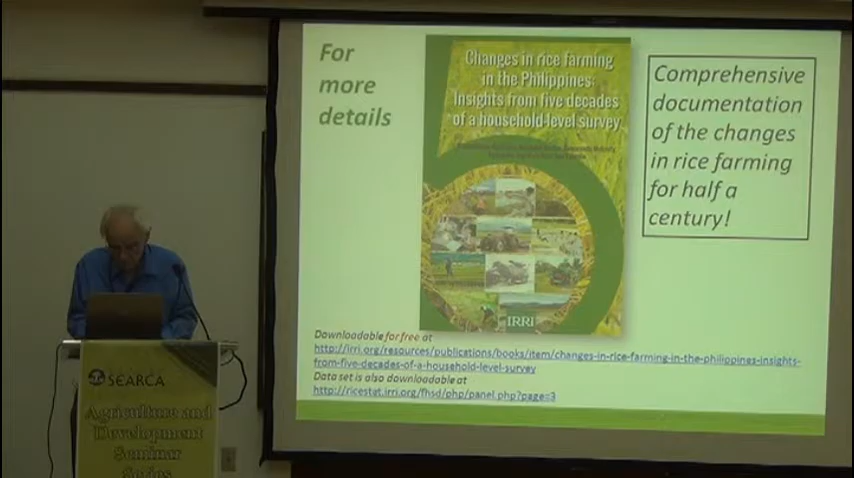 For
more
details
Changes in rice farming
in the Philippines:
Insights from five decades
of a household-level survey
IRRI
Comprehensive
documentation
of the changes
in rice farming
for half a
century!
Downloadable for free at
http://irri.org/resources/publications/books/item/changes-in-rice-farming-in-the-philippines-insights-
from-five-decades-of-a-household-level-survey
Data set is also downloadable at
http://ricestat.irri.org/fhsd/php/panel.php?page=3
SEARCA
Agriculture and
Development
Seminar
Series